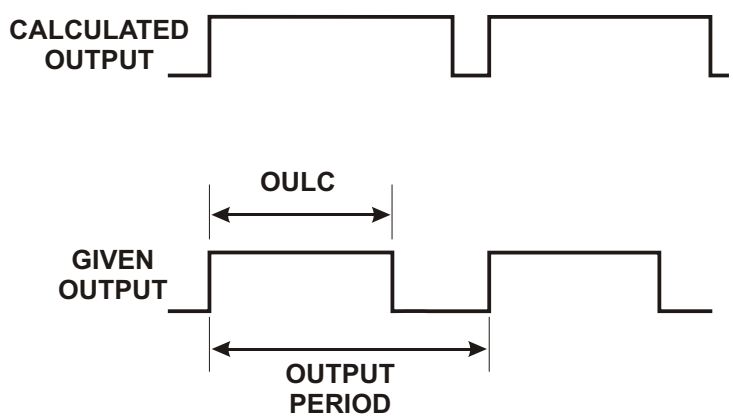 CALCULATED
OUTPUT
OULC
GIVEN
OUTPUT
OUTPUT
PERIOD